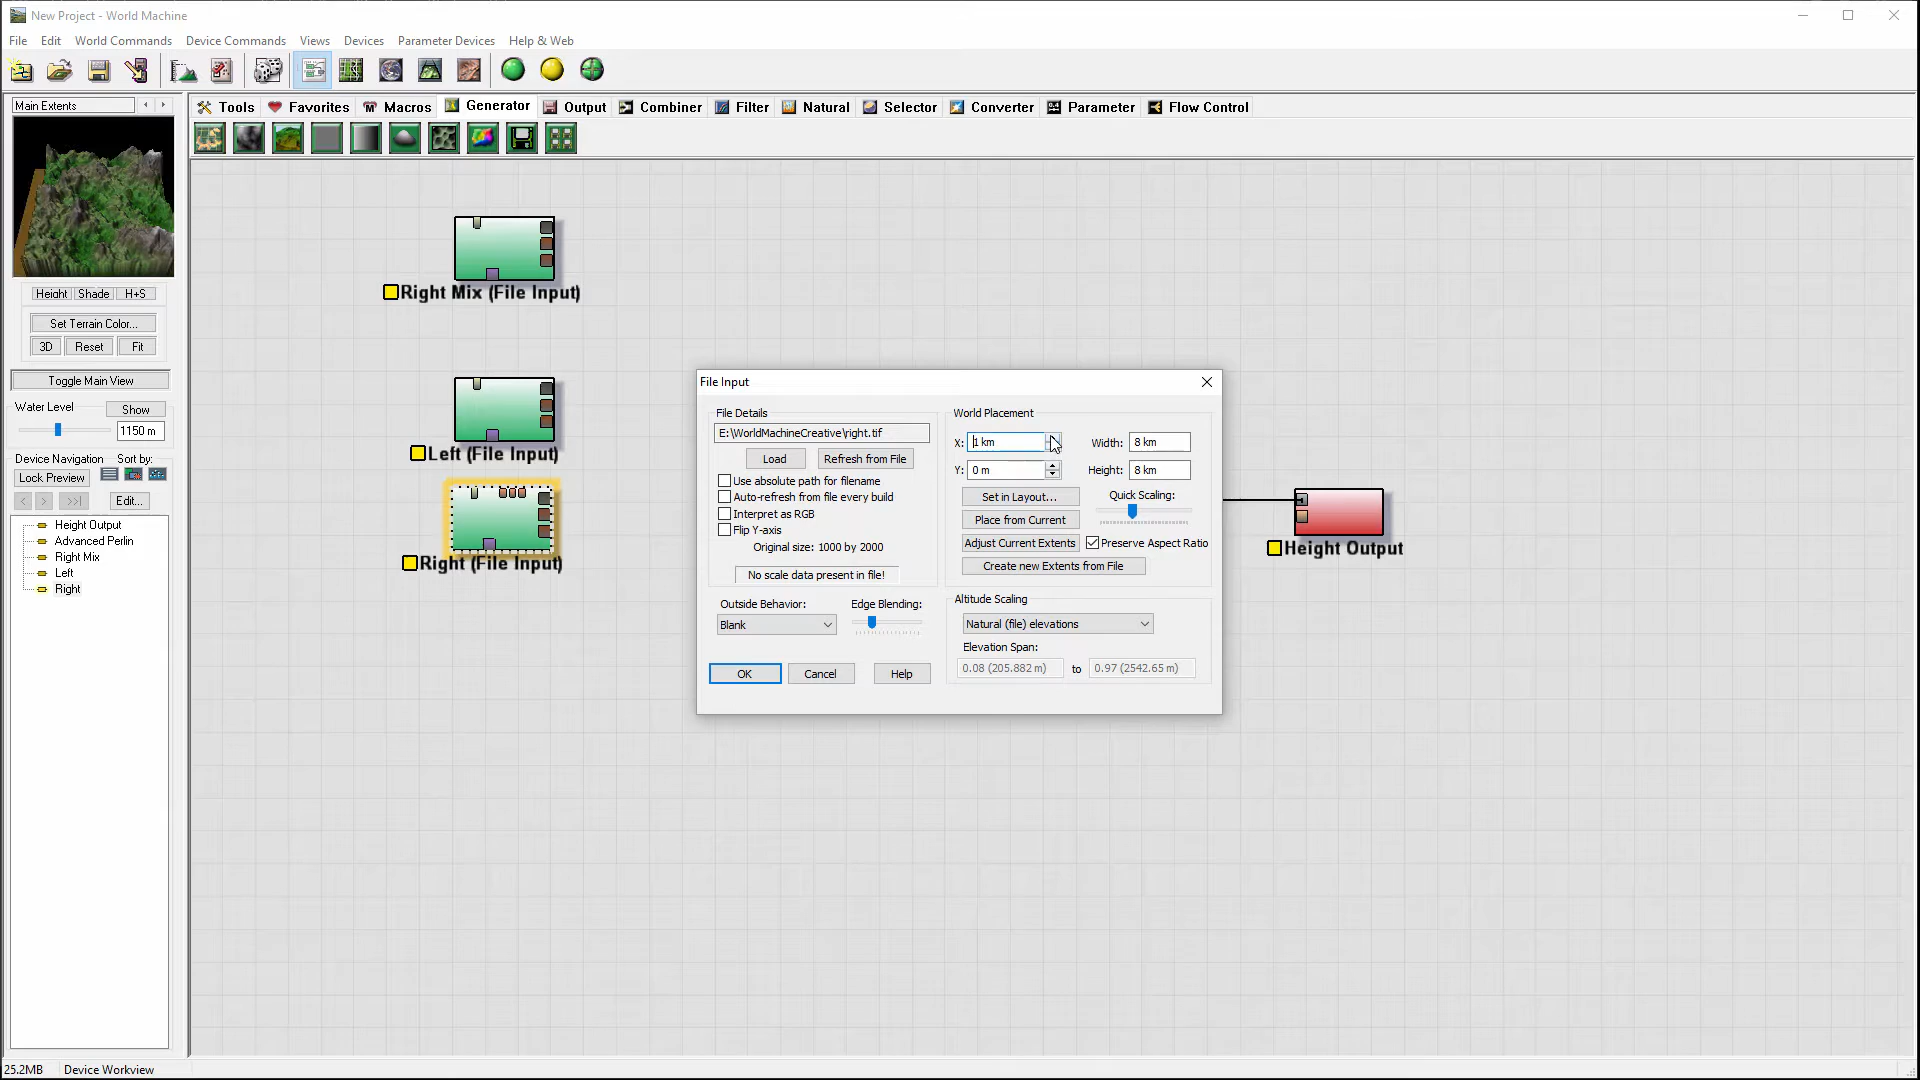 New Project - World Machine
File Edit World Commands Device Commands Views Devices Parameter Devices Help & Web
Main Extents
Tools Favorites Macros Generator Output Combiner Filter Natural Selector Converter Parameter Flow Control
Height Shade H+S
Set Terrain Color...
3D Reset Fit
Toggle Main View
Water Level Show
1150 m
Device Navigation Sort by:
Lock Preview
< > >>| Edit...
Height Output
Advanced Perlin
Right Mix
Left
Right
Right Mix (File Input)
Left (File Input)
Right (File Input)
Height Output
File Input
File Details
E:\WorldMachineCreative\right.tif
Load Refresh from File
Use absolute path for filename
Auto-refresh from file every build
Interpret as RGB
Flip Y-axis
Original size: 1000 by 2000
No scale data present in file!
Outside Behavior: Edge Blending:
Blank
OK Cancel Help
World Placement
X: 1 km Width: 8 km
Y: 0 m Height: 8 km
Set in Layout... Quick Scaling:
Place from Current
Adjust Current Extents Preserve Aspect Ratio
Create new Extents from File
Altitude Scaling
Natural (file) elevations
Elevation Span:
0.08 (205.882 m) to 0.97 (2542.65 m)
25.2MB Device Workview